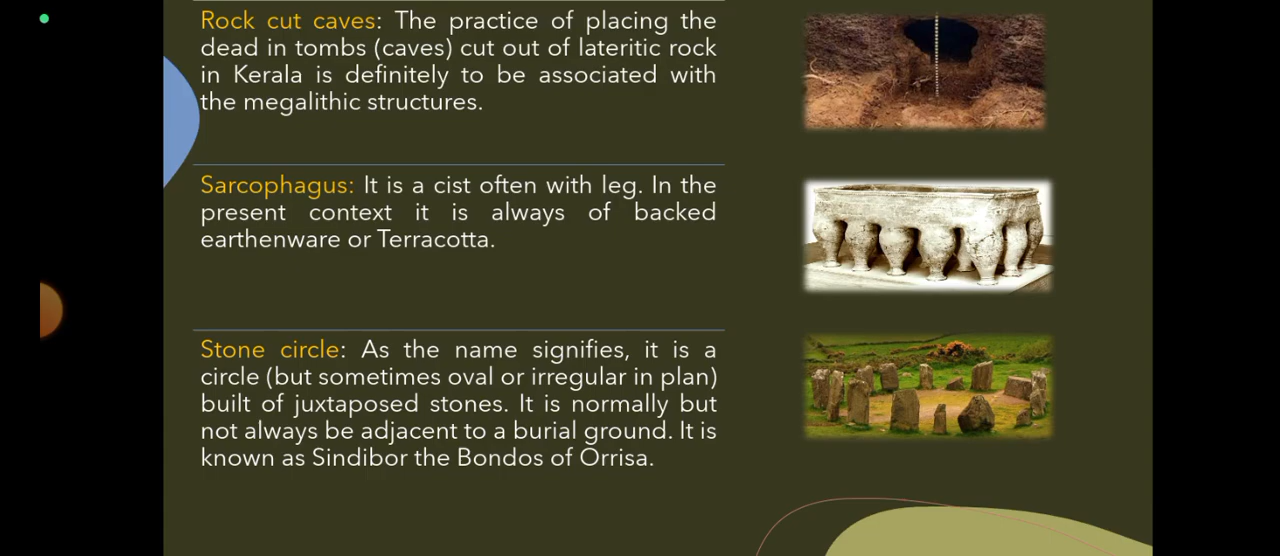 Rock cut caves: The practice of placing the
dead in tombs (caves) cut out of lateritic rock
in Kerala is definitely to be associated with
the megalithic structures.
Sarcophagus: It is a cist often with leg. In the
present context it is always of backed
earthenware or Terracotta.
Stone circle: As the name signifies, it is a
circle (but sometimes oval or irregular in plan)
built of juxtaposed stones. It is normally but
not always be adjacent to a burial ground. It is
known as Sindibor the Bondos of Orrisa.